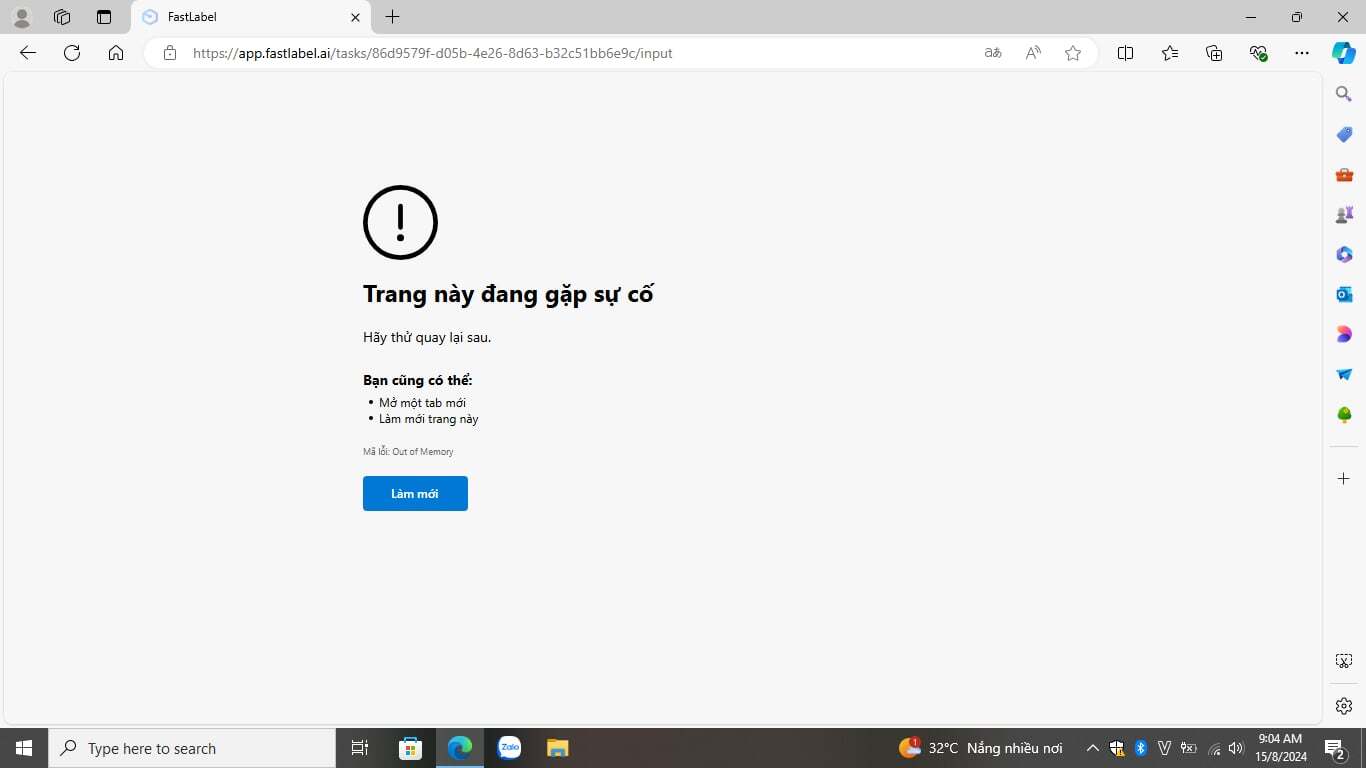 FastLabel
https://app.fastlabel.ai/tasks/86d9579f-d05b-4e26-8d63-b32c51bb6e9c/input
Trang này đang gặp sự cố
Hãy thử quay lại sau.
Bạn cũng có thể:
• Mở một tab mới
• Làm mới trang này
Mã lỗi: Out of Memory
Làm mới
Type here to search
Zalo
1
32°C Nắng nhiều nơi
V
9:04 AM
15/8/2024
2